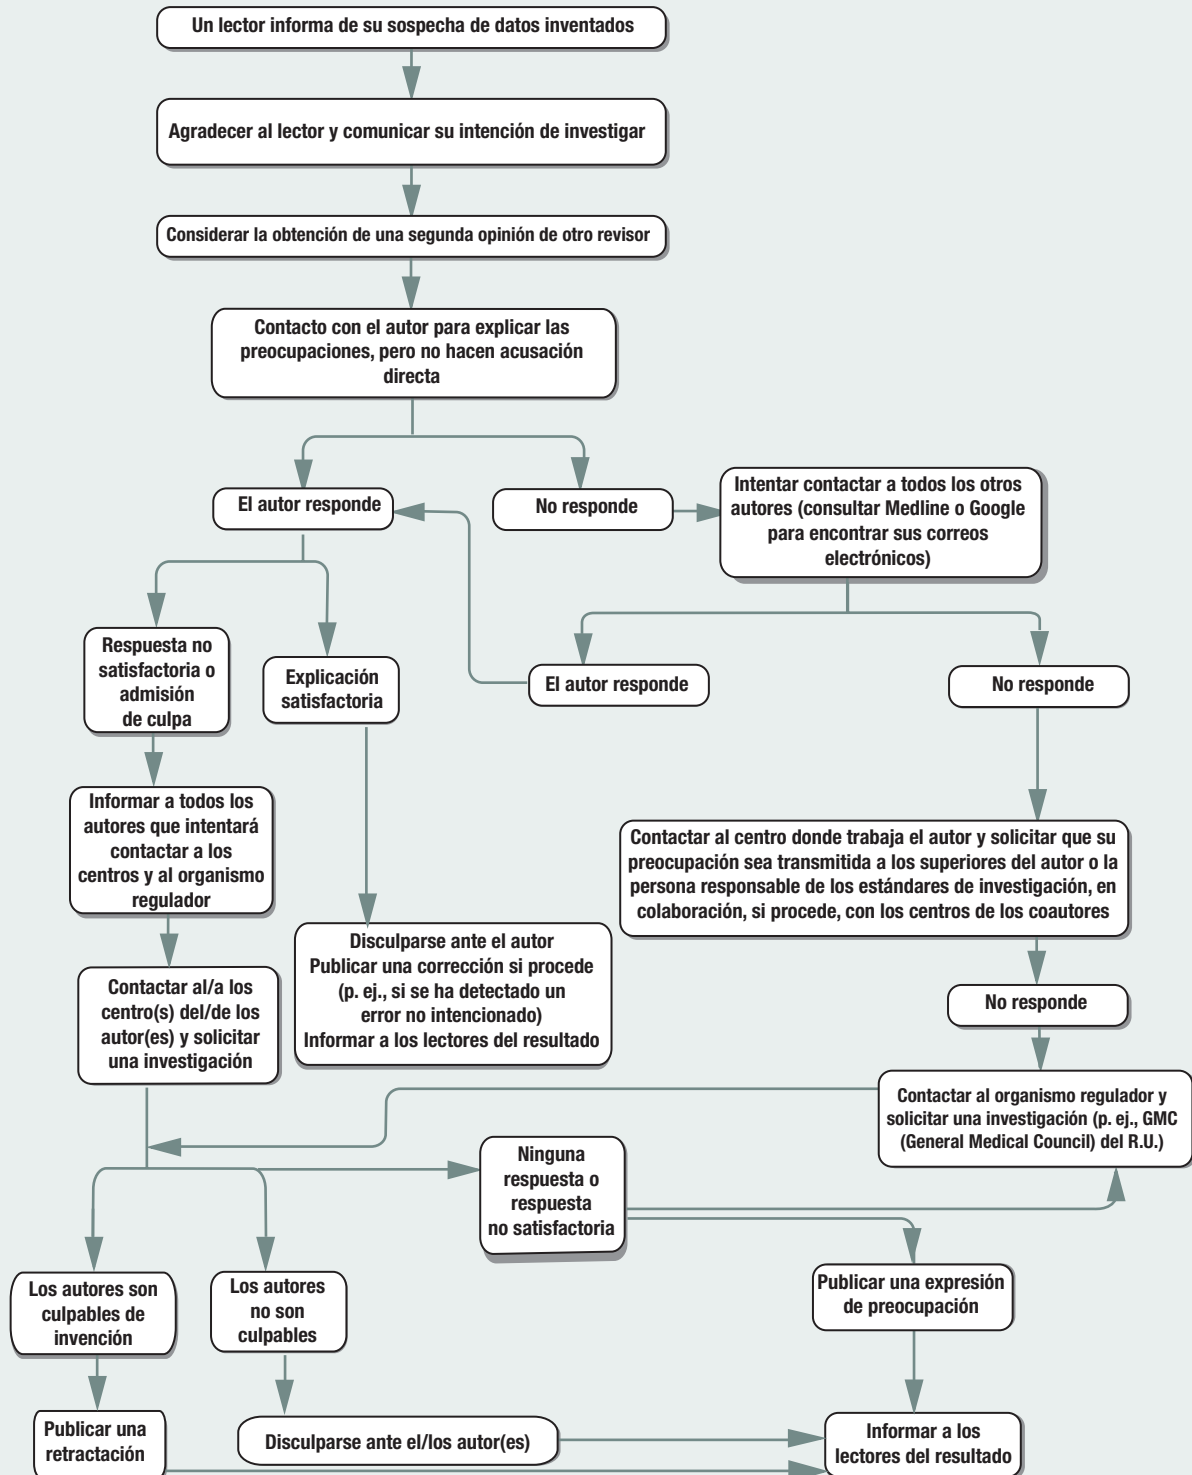 Un lector informa de su sospecha de datos inventados
Agradecer al lector y comunicar su intención de investigar
Considerar la obtención de una segunda opinión de otro revisor
Contacto con el autor para explicar las
preocupaciones, pero no hacen acusación
directa
El autor responde
No responde
Intentar contactar a todos los otros
autores (consultar Medline o Google
para encontrar sus correos
electrónicos)
Respuesta no
satisfactoria o
admisión
de culpa
Explicación
satisfactoria
El autor responde
No responde
Informar a todos los
autores que intentará
contactar a los
centros y al organismo
regulador
Contactar al centro donde trabaja el autor y solicitar que su
preocupación sea transmitida a los superiores del autor o la
persona responsable de los estándares de investigación, en
colaboración, si procede, con los centros de los coautores
Disculparse ante el autor
Publicar una corrección si procede
(p. ej., si se ha detectado un
error no intencionado)
Informar a los lectores del resultado
Contactar al/a los
centro(s) del/de los
autor(es) y solicitar
una investigación
No responde
Contactar al organismo regulador y
solicitar una investigación (p. ej., GMC
(General Medical Council) del R.U.)
Ninguna
respuesta o
respuesta
no satisfactoria
Los autores son
culpables de
invención
Los autores
no son
culpables
Publicar una expresión
de preocupación
Publicar una
retractación
Disculparse ante el/los autor(es)
Informar a los
lectores del resultado